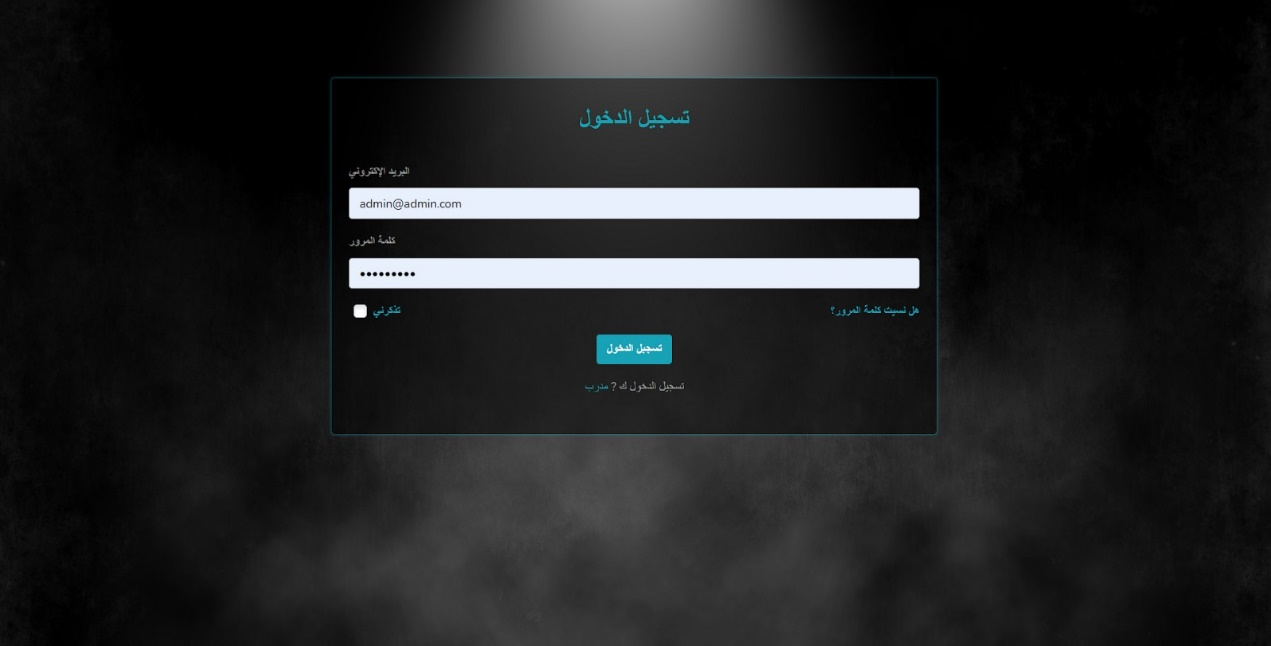 تسجيل الدخول
البريد الإلكتروني
admin@admin.com
كلمة المرور
•••••••••
تذكرني
هل نسيت كلمة المرور؟
تسجيل الدخول
تسجيل الدخول ك ? مدرب